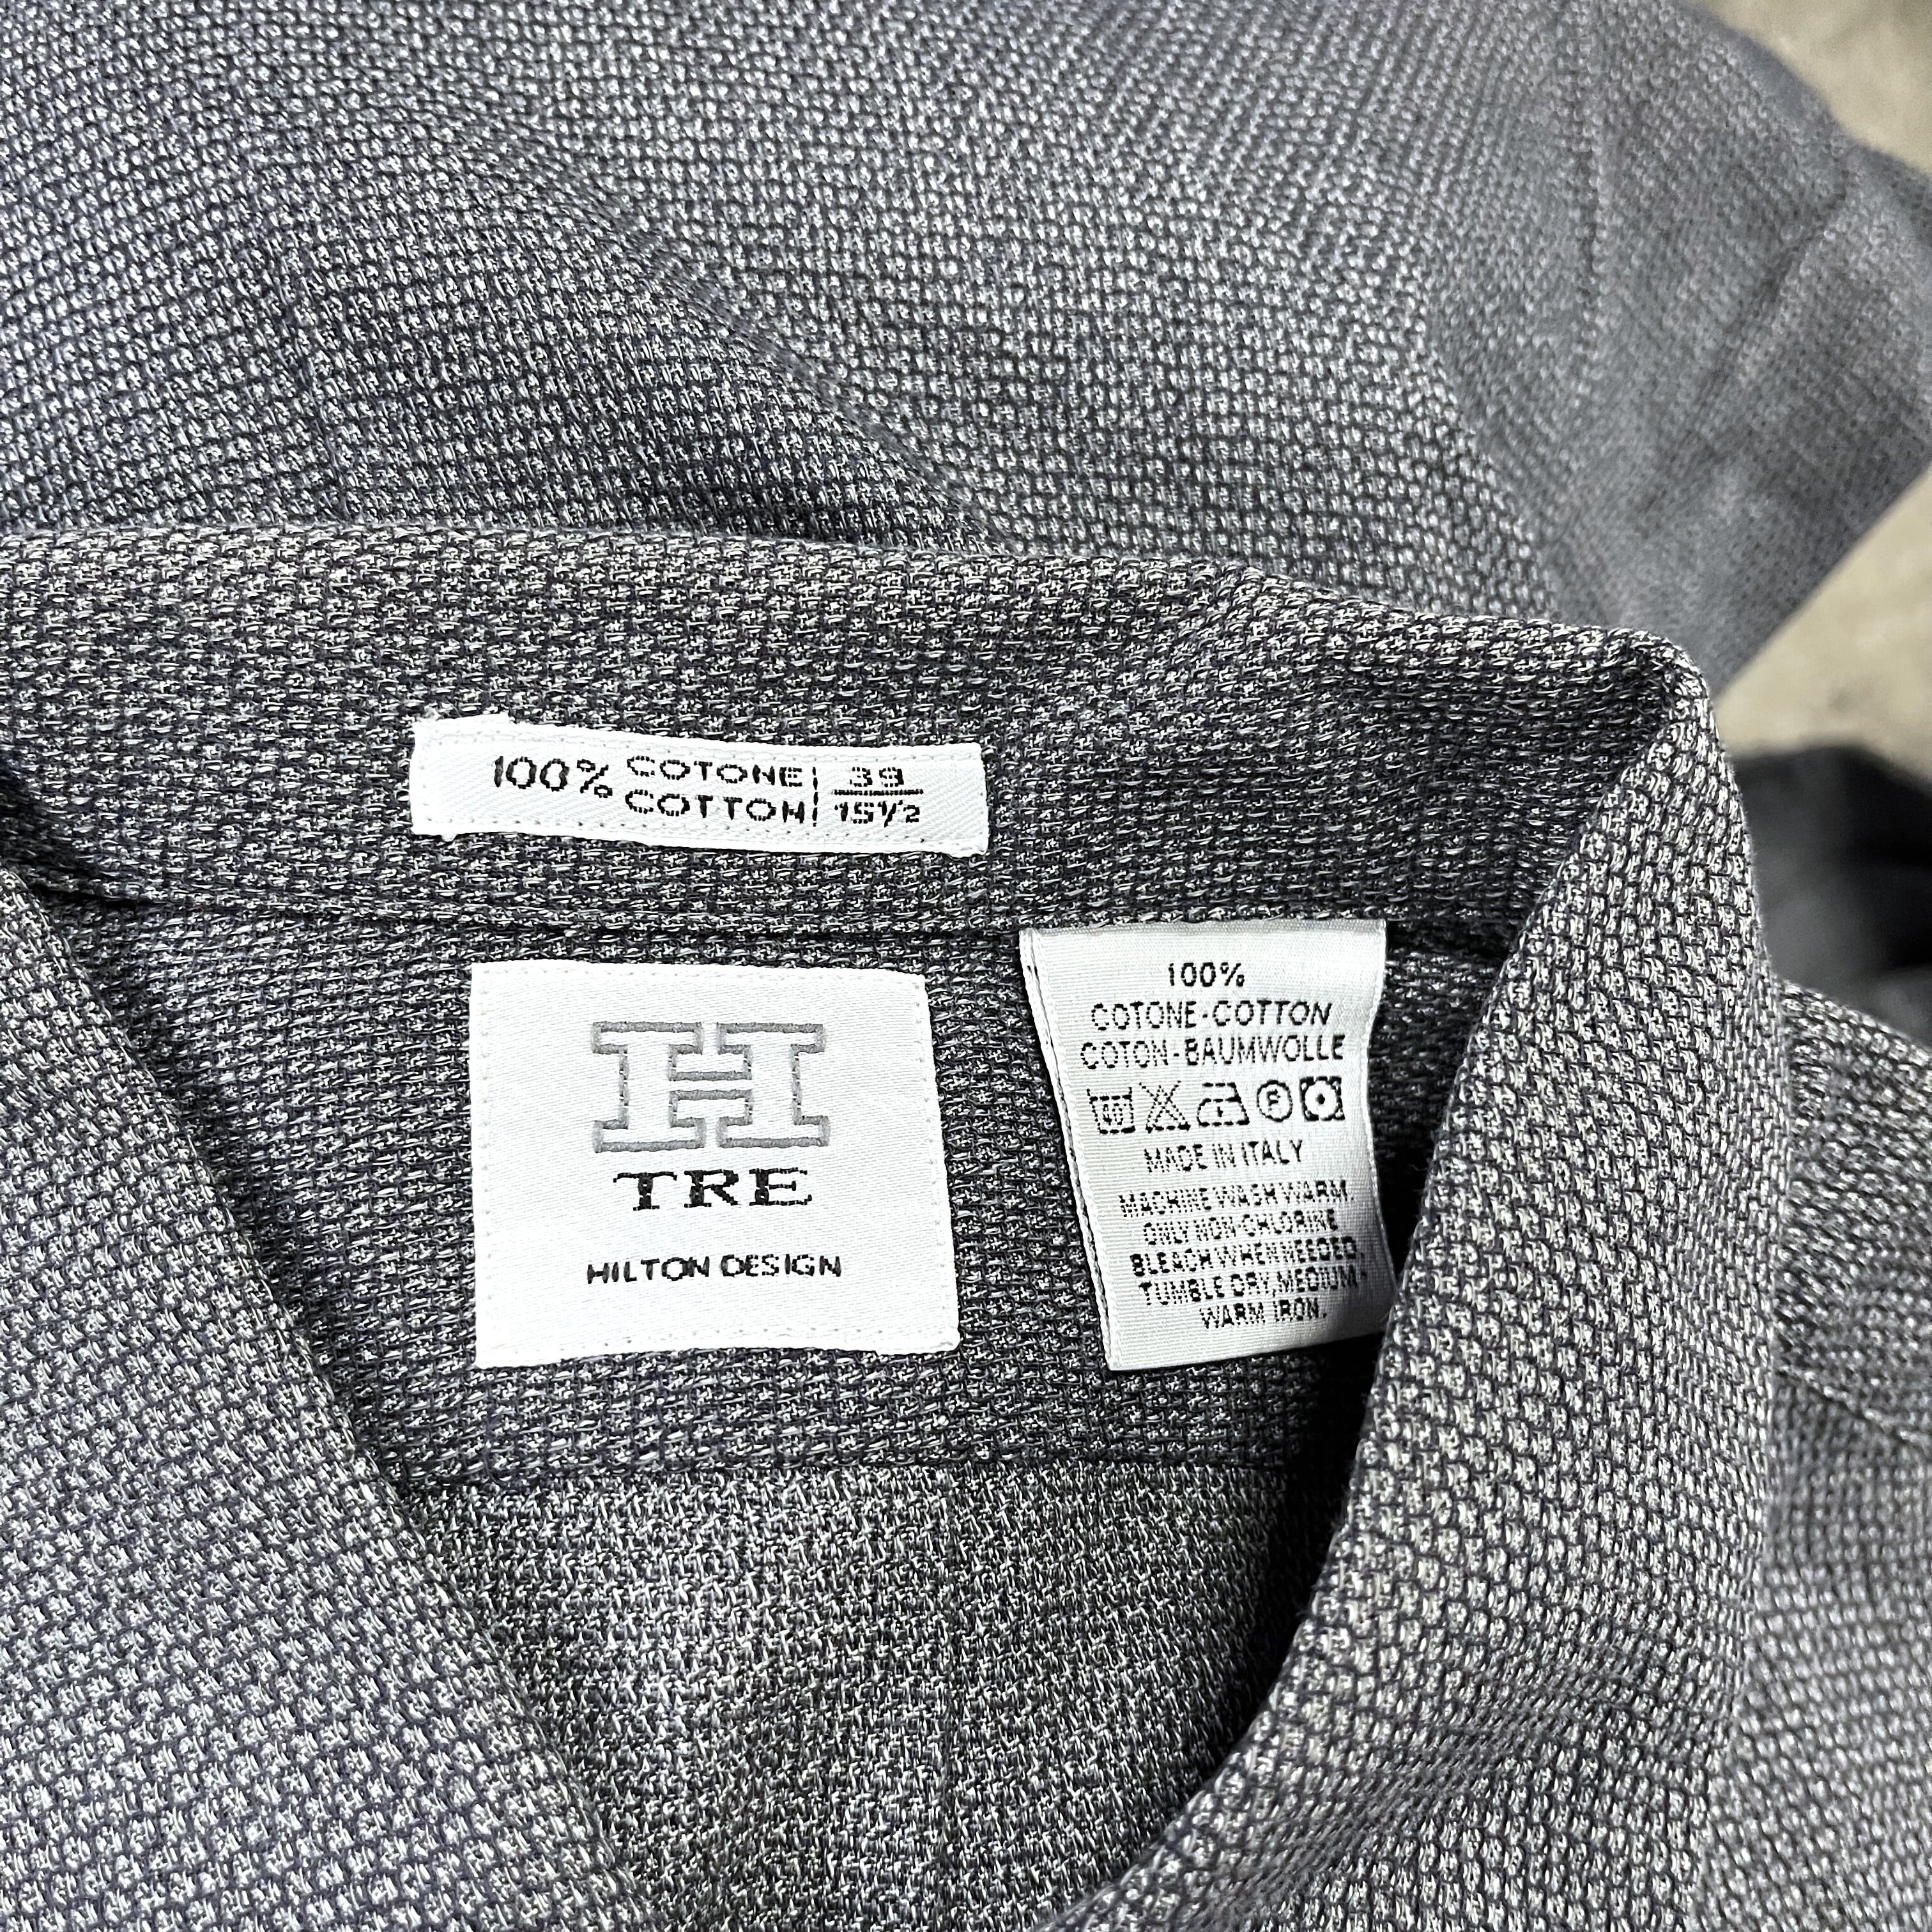 100% COTONE 39
COTTON 15½
H
TRE
HILTON DESIGN
100%
COTONE-COTTON
COTON-BAUMWOLLE
40 F
MADE IN ITALY
MACHINE WASH WARM.
ONLY NON-CHLORINE
BLEACH WHEN NEEDED.
TUMBLE DRY, MEDIUM-
WARM IRON.